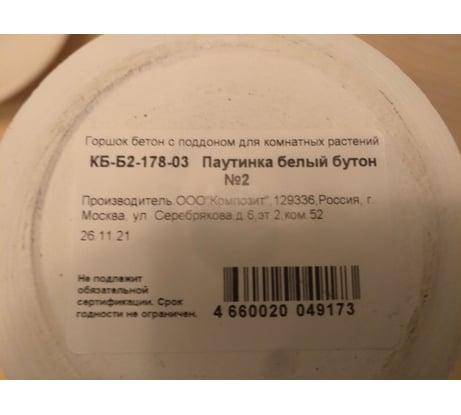 Горшок бетон с поддоном для комнатных растений
КБ-Б2-178-03 Паутинка белый бутон
№2
Производитель.ООО"Композит",129336,Россия, г.
Москва, ул Серебрякова,д.6,эт 2,ком.52
26.11.21
Не подлежит
обязательной
сертификации. Срок
годности не ограничен.
4 660020 049173